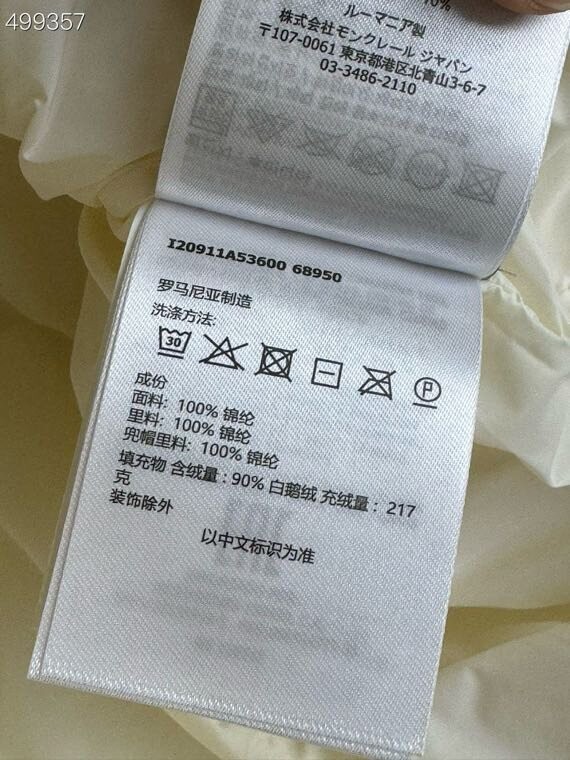 499357
70%
ルーマニア製
株式会社モンクレール ジャパン
〒107-0061 東京都港区北青山3-6-7
03-3486-2110
I20911A53600 68950
罗马尼亚制造
洗涤方法:
30
P
成份
面料: 100% 锦纶
里料: 100% 锦纶
兜帽里料: 100% 锦纶
填充物 含绒量 : 90% 白鹅绒 充绒量 : 217
克
装饰除外
以中文标识为准